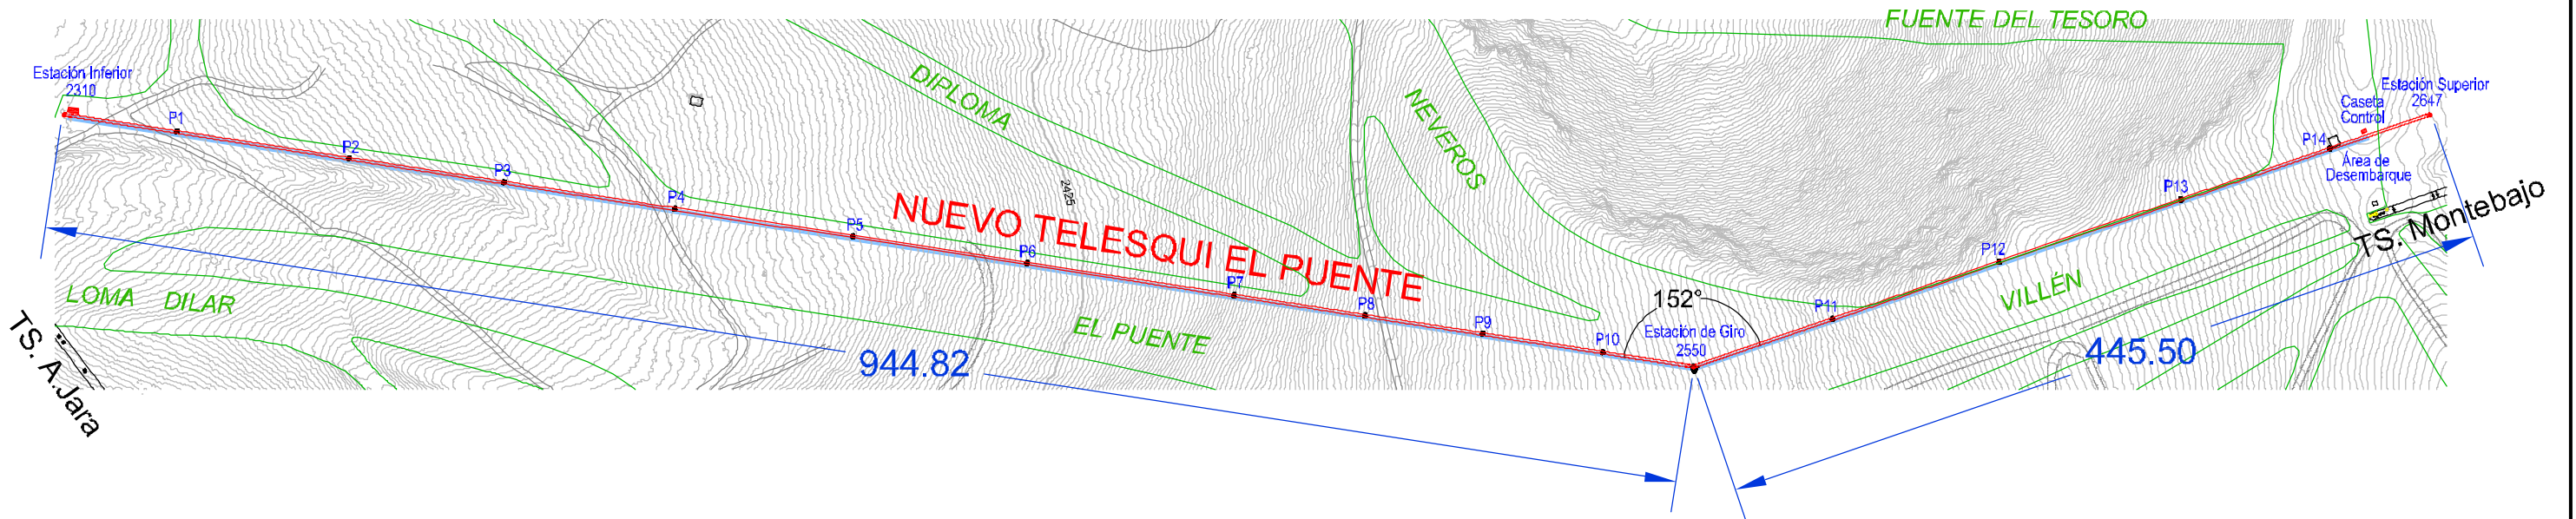 FUENTE DEL TESORO
Estación Inferior
2310
P1
P2
P3
P4
P5
P6
P7
P8
P9
P10
P11
P12
P13
P14
DIPLOMA
NEVEROS
2425
NUEVO TELESQUI EL PUENTE
Estación Superior
2647
Caseta
Control
Área de
Desembarque
TS. Montebajo
LOMA DILAR
TS. A.Jara
EL PUENTE
152°
Estación de Giro
2550
VILLÉN
944.82
445.50